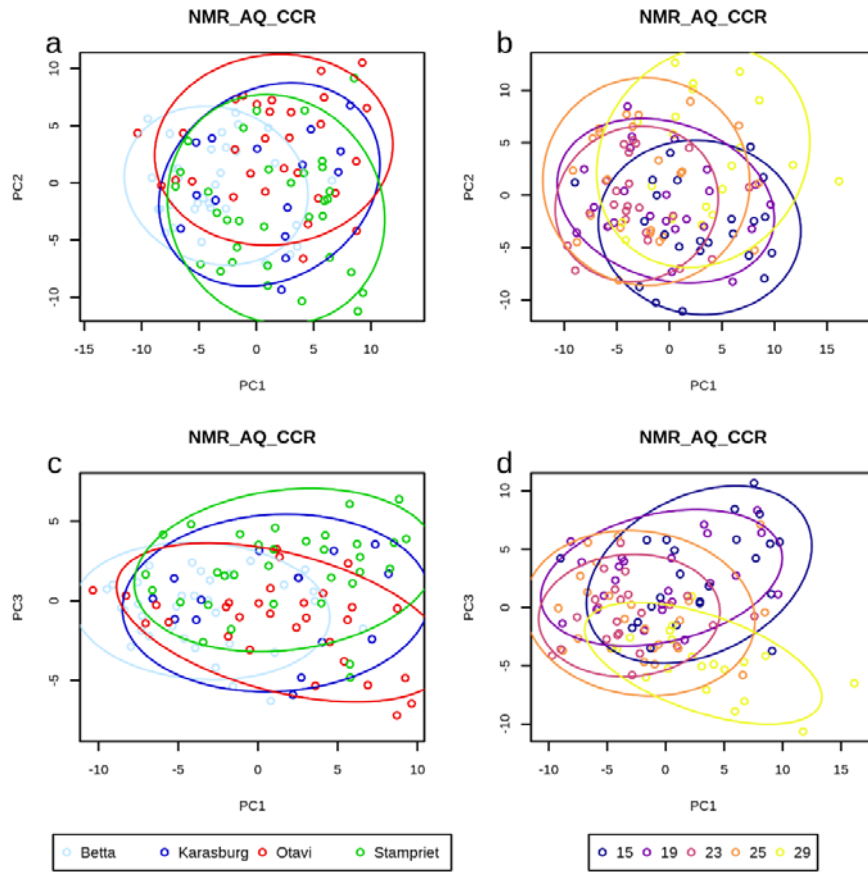 NMR_AQ_CCR
a
10
5
0
-5
-10
PC2
-15 -10 -5 0 5 10
PC1
NMR_AQ_CCR
b
10
5
0
-5
-10
PC2
-10 -5 0 5 10 15
PC1
NMR_AQ_CCR
c
5
0
-5
PC3
-10 -5 0 5 10
PC1
NMR_AQ_CCR
d
10
5
0
-5
-10
PC3
-10 -5 0 5 10 15
PC1
Betta Karasburg Otavi Stampriet
15 19 23 25 29